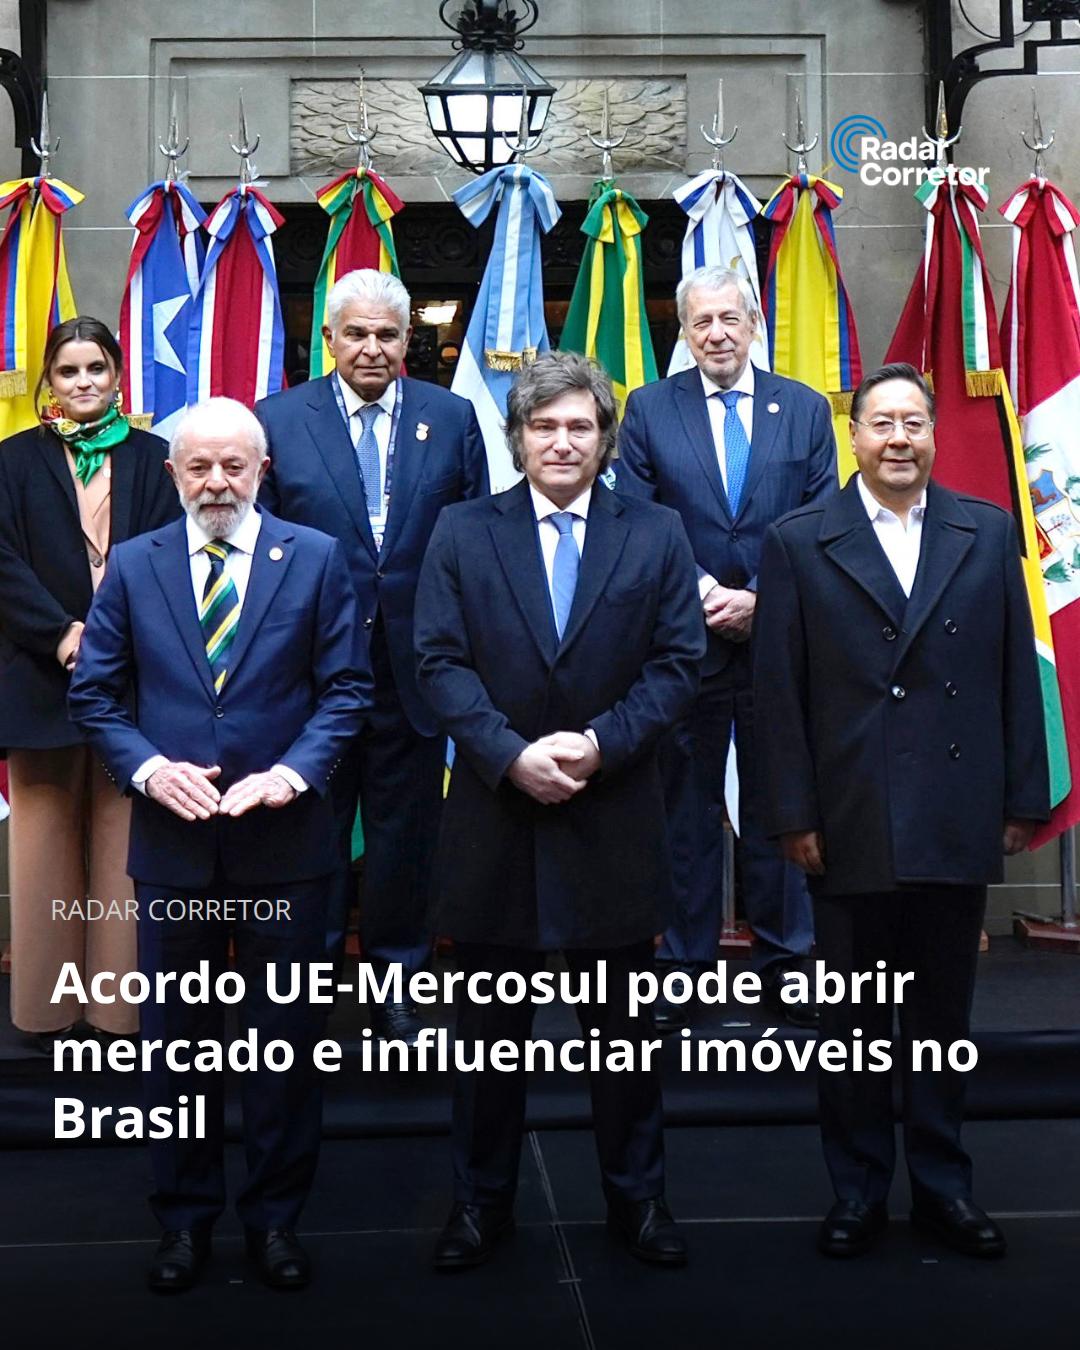 Radar
Corretor
RADAR CORRETOR
Acordo UE-Mercosul pode abrir
mercado e influenciar imóveis no
Brasil